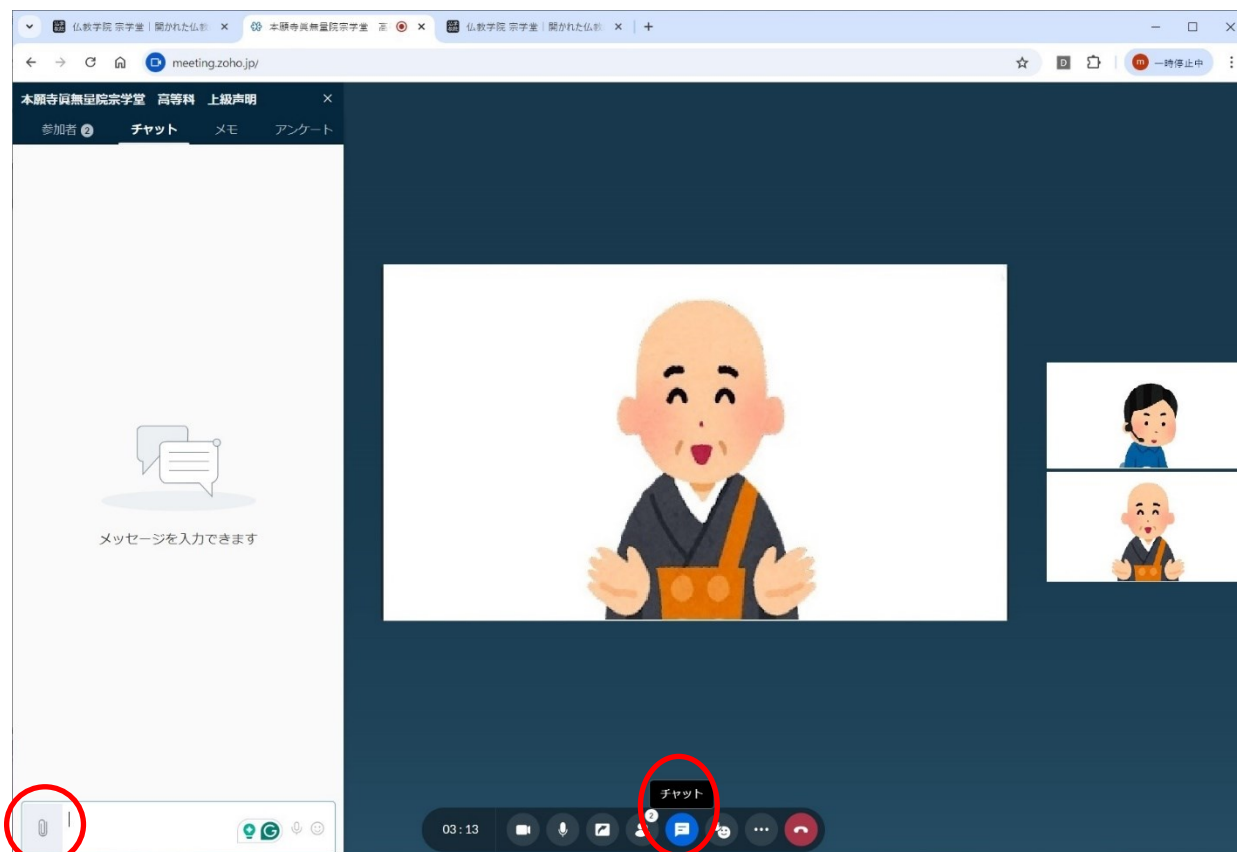 仏教学院 宗学堂｜開かれた仏教
本願寺眞無量院宗学堂　高
仏教学院 宗学堂｜開かれた仏教
meeting.zoho.jp/
D
m 一時停止中
本願寺眞無量院宗学堂　高等科　上級声明
参加者 2 チャット メモ アンケート
メッセージを入力できます
チャット
03 : 13
2